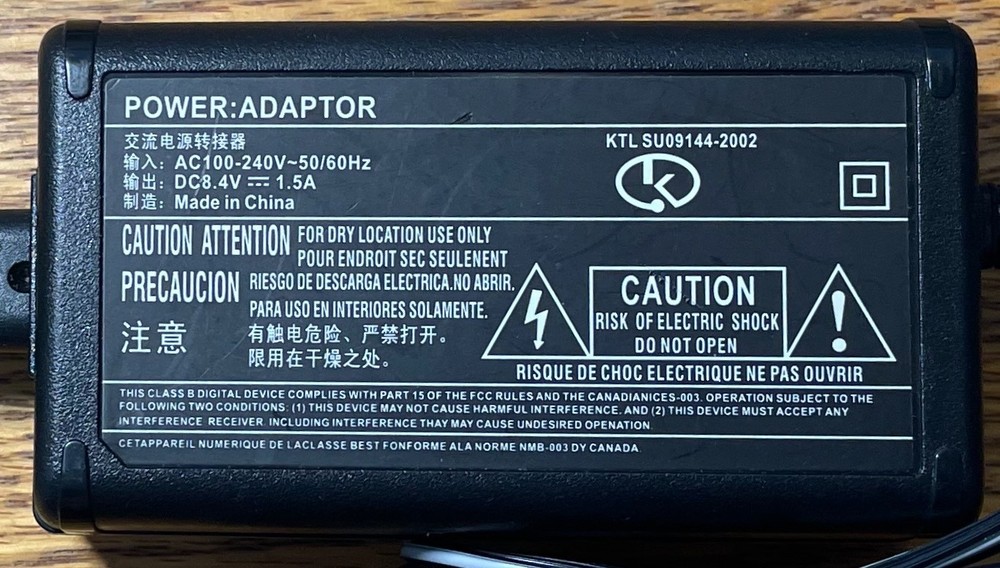 POWER:ADAPTOR
交流电源转接器
输入: AC100-240V~50/60Hz
输出: DC8.4V ⎓ 1.5A
制造: Made in China
KTL SU09144-2002
CAUTION ATTENTION FOR DRY LOCATION USE ONLY
POUR ENDROIT SEC SEULENENT
PRECAUCION RIESGO DE DESCARGA ELECTRICA.NO ABRIR.
PARA USO EN INTERIORES SOLAMENTE.
注意 有触电危险、严禁打开。
限用在干燥之处。
CAUTION
RISK OF ELECTRIC SHOCK
DO NOT OPEN
RISQUE DE CHOC ELECTRIQUE NE PAS OUVRIR
THIS CLASS B DIGITAL DEVICE COMPLIES WITH PART 15 OF THE FCC RULES AND THE CANADIANICES-003. OPERATION SUBJECT TO THE
FOLLOWING TWO CONDITIONS: (1) THIS DEVICE MAY NOT CAUSE HARMFUL INTERFERENCE, AND (2) THIS DEVICE MUST ACCEPT ANY
INTERFERENCE RECEIVER, INCLUDING INTERFERENCE THAY MAY CAUSE UNDESIRED OPERATION.
CETAPPAREIL NUMERIQUE DE LACLASSE BEST FONFORME ALA NORME NMB-003 DY CANADA.